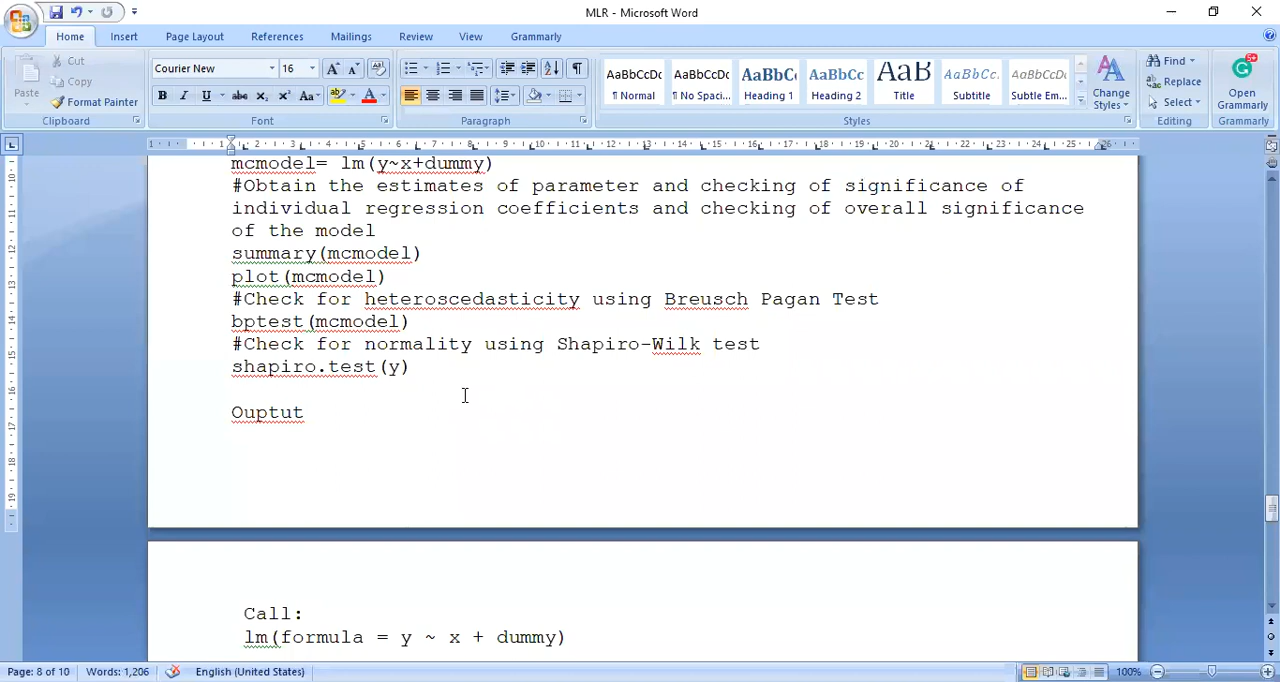 MLR - Microsoft Word
Home Insert Page Layout References Mailings Review View Grammarly
Paste
Cut
Copy
Format Painter
Clipboard
Courier New 16
Font
Paragraph
AaBbCcDc AaBbCcDc AaBbCc AaBbCc AaB AaBbCc. AaBbCcDc
¶ Normal ¶ No Spaci... Heading 1 Heading 2 Title Subtitle Subtle Em...
Change Styles
Styles
Find
Replace
Select
Editing
Open Grammarly
Grammarly
mcmodel= lm(y~x+dummy)
#Obtain the estimates of parameter and checking of significance of
individual regression coefficients and checking of overall significance
of the model
summary(mcmodel)
plot(mcmodel)
#Check for heteroscedasticity using Breusch Pagan Test
bptest(mcmodel)
#Check for normality using Shapiro-Wilk test
shapiro.test(y)
Ouptut
Call:
lm(formula = y ~ x + dummy)
Page: 8 of 10 Words: 1,206 English (United States) 100%